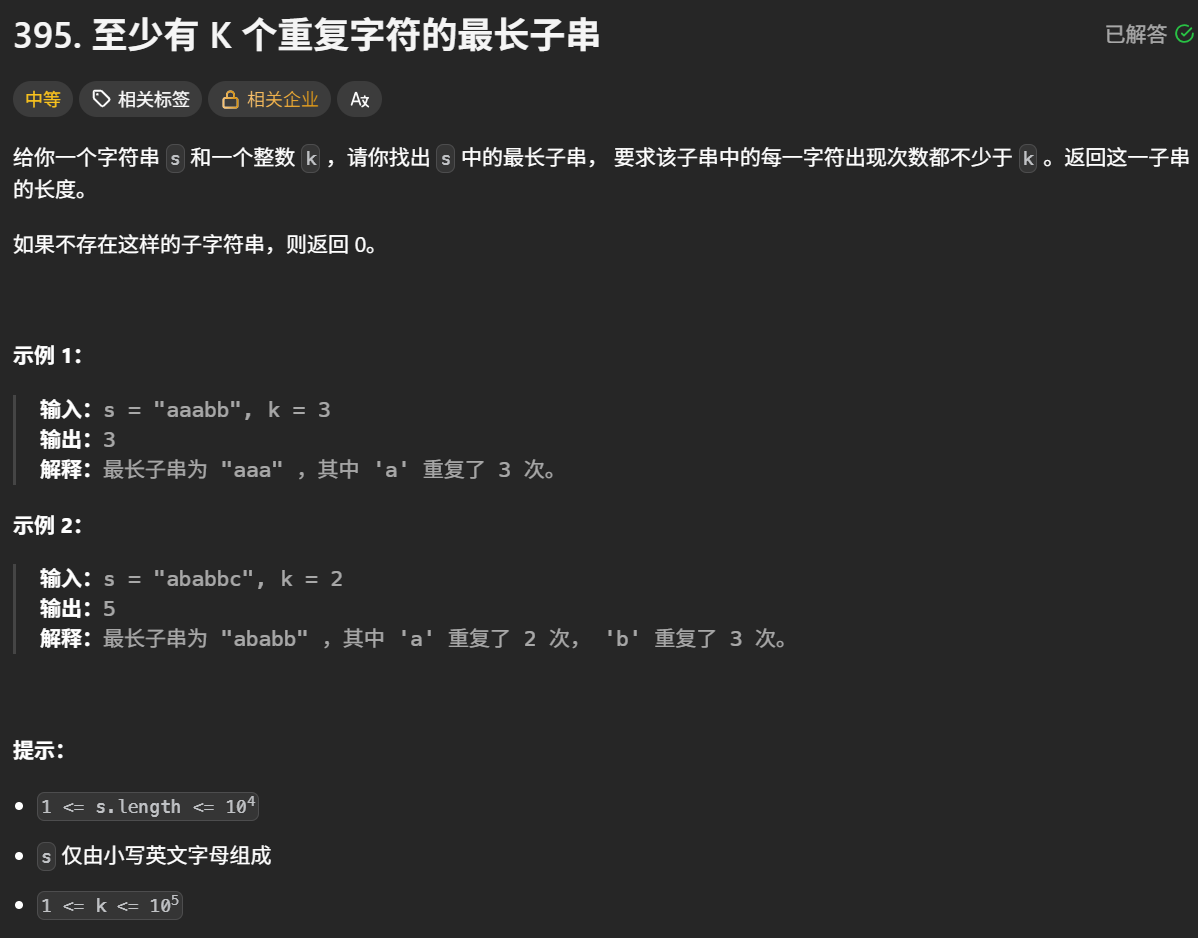 395. 至少有 K 个重复字符的最长子串
已解答
中等 相关标签 相关企业 A文
给你一个字符串 s 和一个整数 k ，请你找出 s 中的最长子串， 要求该子串中的每一字符出现次数都不少于 k 。返回这一子串
的长度。
如果不存在这样的子字符串，则返回 0。
示例 1：
输入：s = "aaabb", k = 3
输出：3
解释：最长子串为 "aaa" ，其中 'a' 重复了 3 次。
示例 2：
输入：s = "ababbc", k = 2
输出：5
解释：最长子串为 "ababb" ，其中 'a' 重复了 2 次， 'b' 重复了 3 次。
提示：
1 <= s.length <= 10⁴
s 仅由小写英文字母组成
1 <= k <= 10⁵